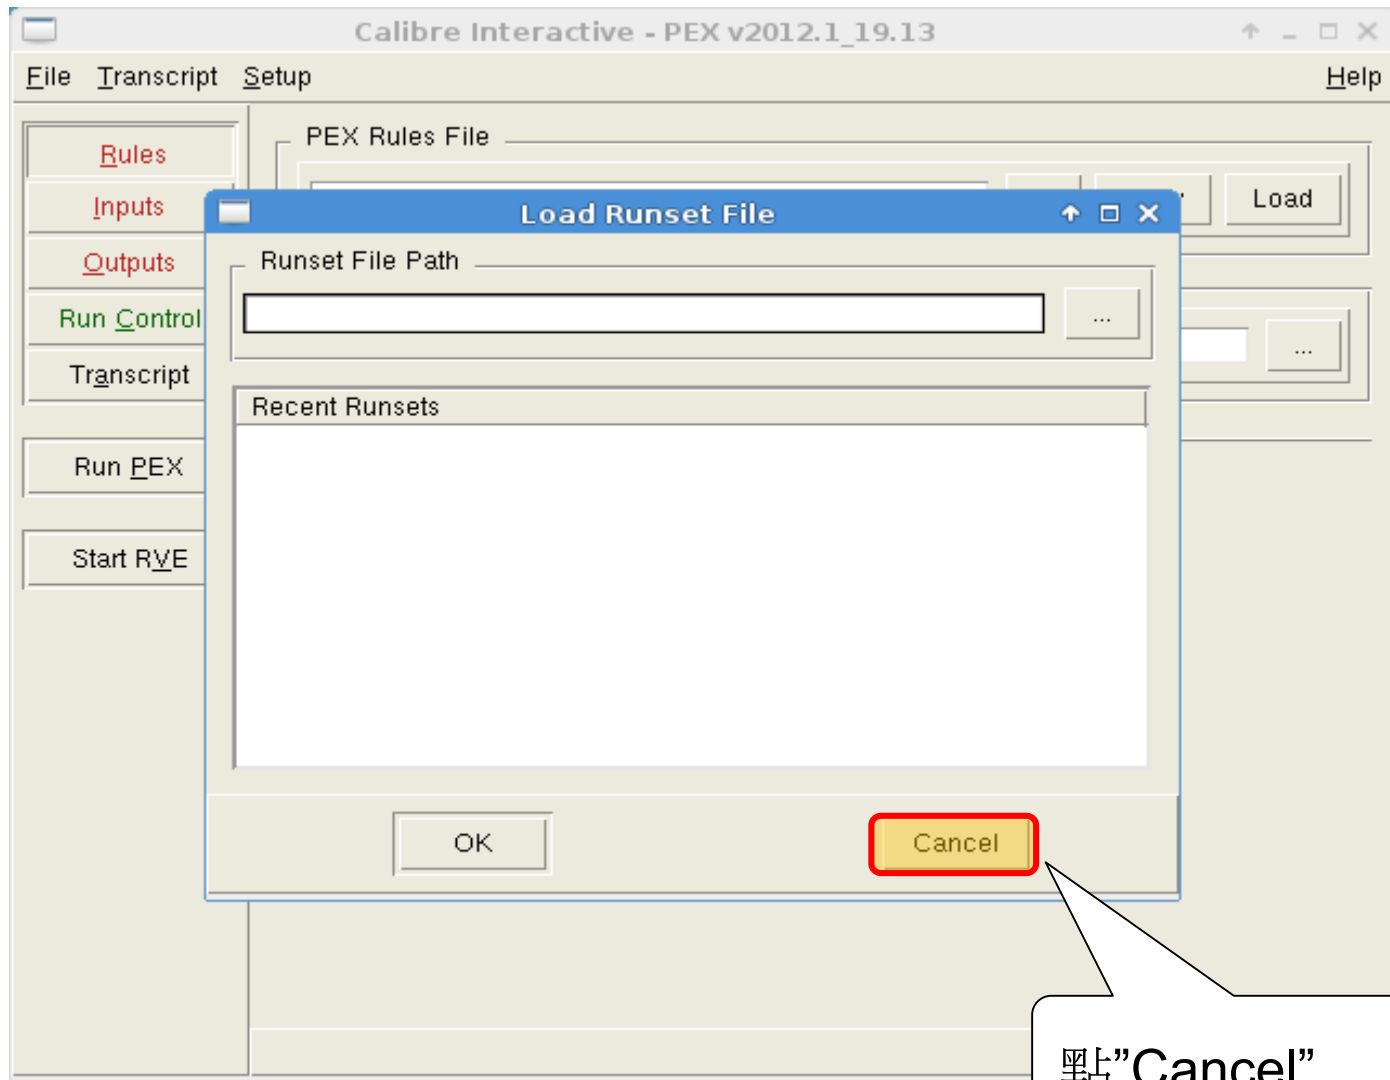 Calibre Interactive - PEX v2012.1_19.13
File Transcript Setup Help
Rules
Inputs
Outputs
Run Control
Transcript
Run PEX
Start RVE
PEX Rules File
Load
...
Load Runset File
Runset File Path
...
Recent Runsets
OK
Cancel
點”Cancel”